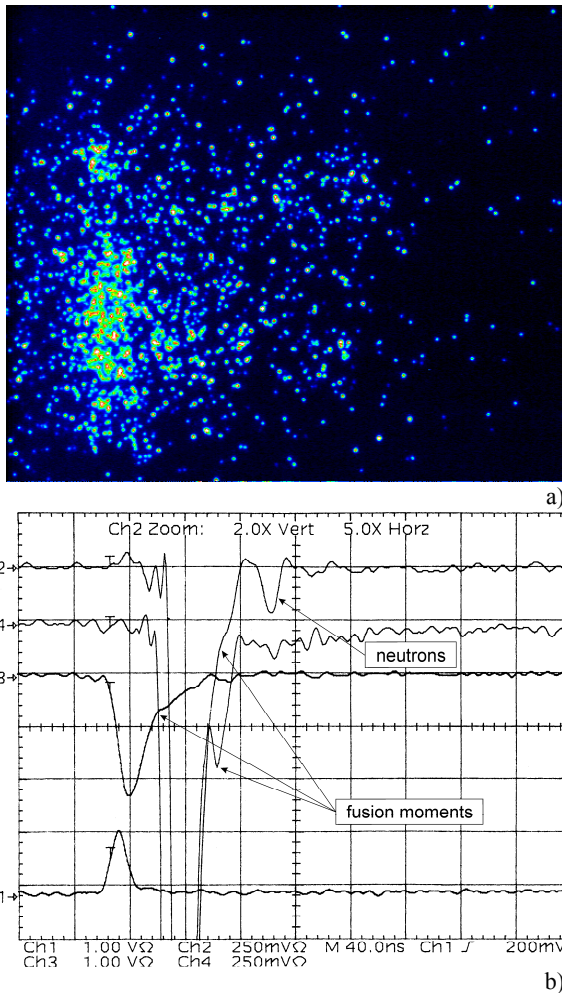 a)
Ch2 Zoom: 2.0X Vert 5.0X Horz
2
T
4
T
neutrons
3
T
fusion moments
T
1
Ch1 1.00 VΩ Ch2 250mVΩ M 40.0ns Ch1 ∫ 200mV
Ch3 1.00 VΩ Ch4 250mVΩ
b)